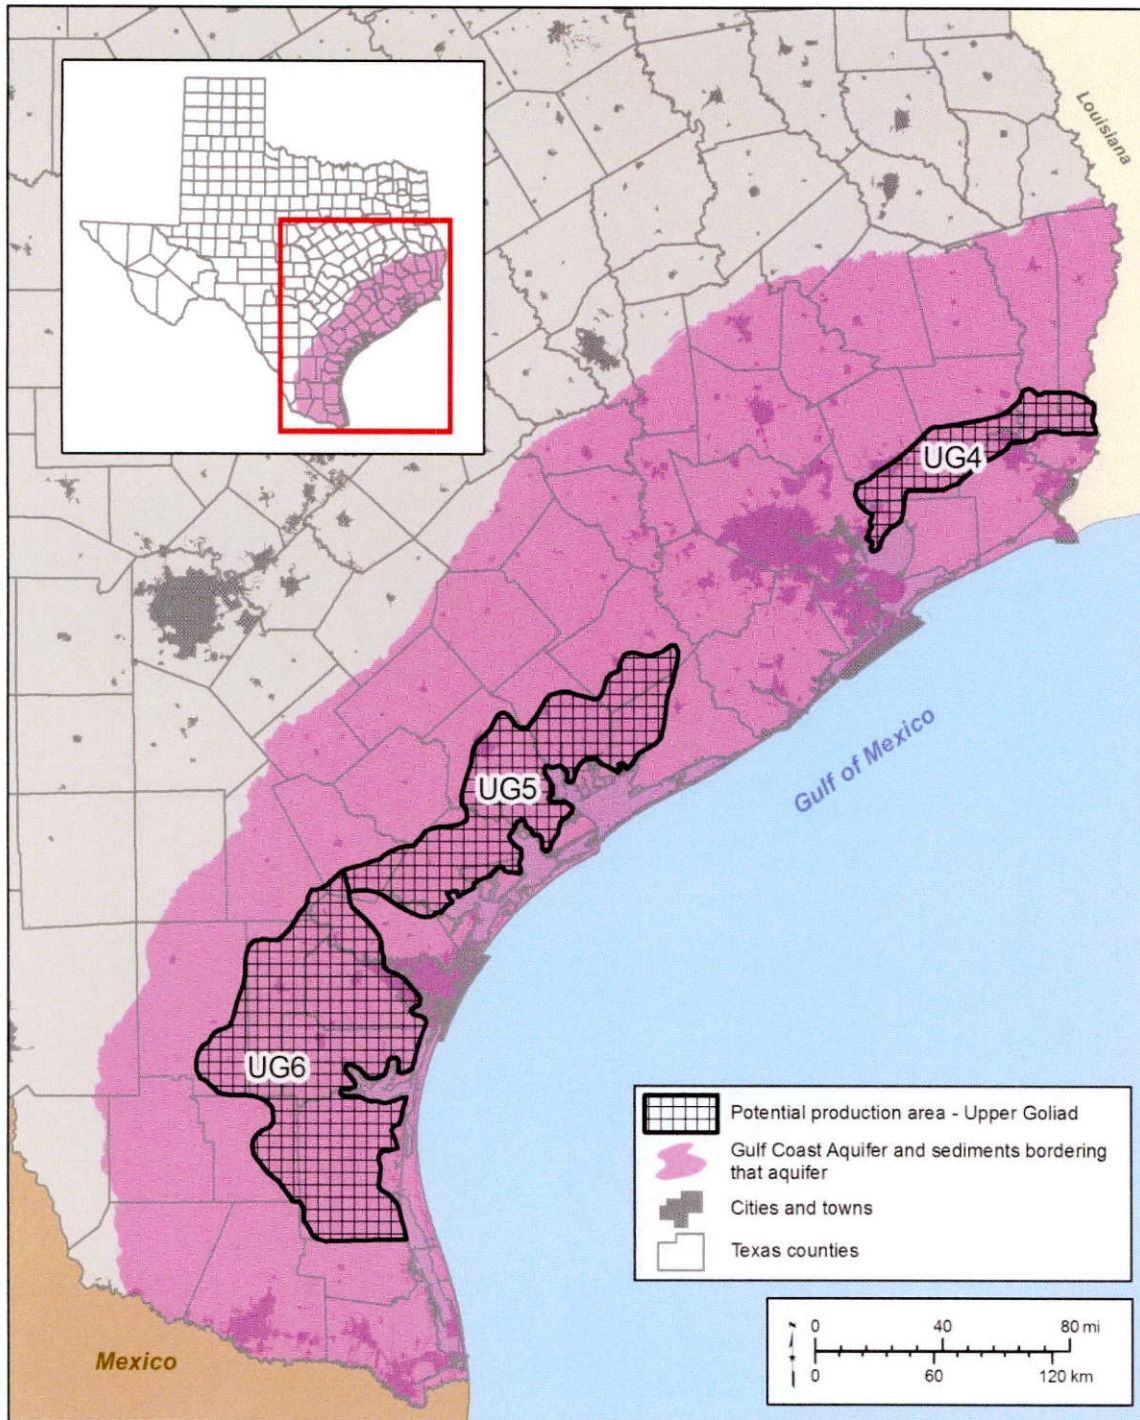 Louisiana
UG4
UG5
Gulf of Mexico
UG6
Potential production area - Upper Goliad
Gulf Coast Aquifer and sediments bordering
that aquifer
Cities and towns
Texas counties
0 40 80 mi
0 60 120 km
Mexico